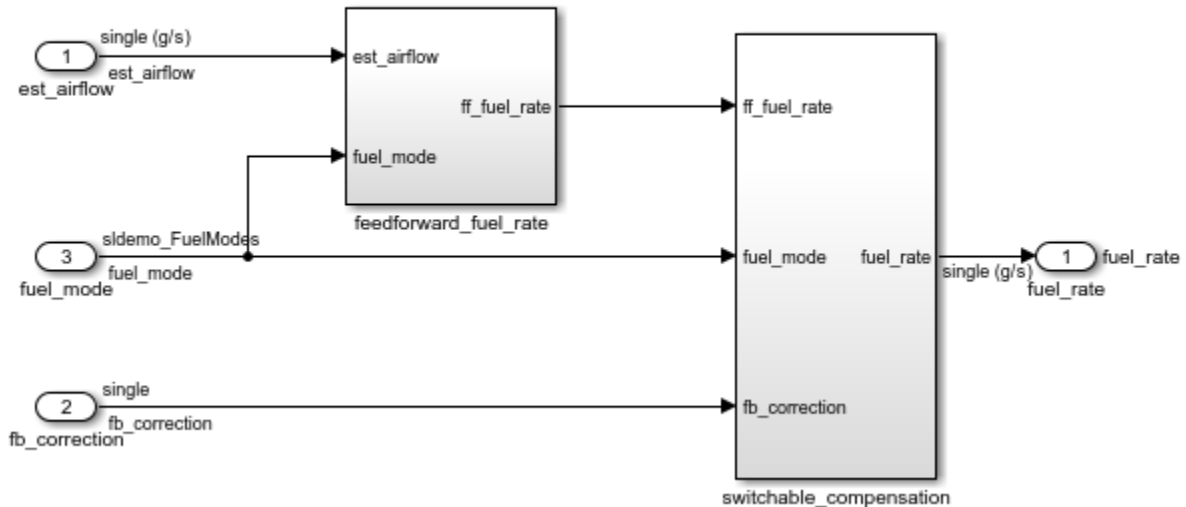 single (g/s)
1
est_airflow
est_airflow
est_airflow
ff_fuel_rate
fuel_mode
feedforward_fuel_rate
ff_fuel_rate
sldemo_FuelModes
3
fuel_mode
fuel_mode
fuel_mode
fuel_rate
single (g/s)
1
fuel_rate
fuel_rate
single
2
fb_correction
fb_correction
fb_correction
switchable_compensation